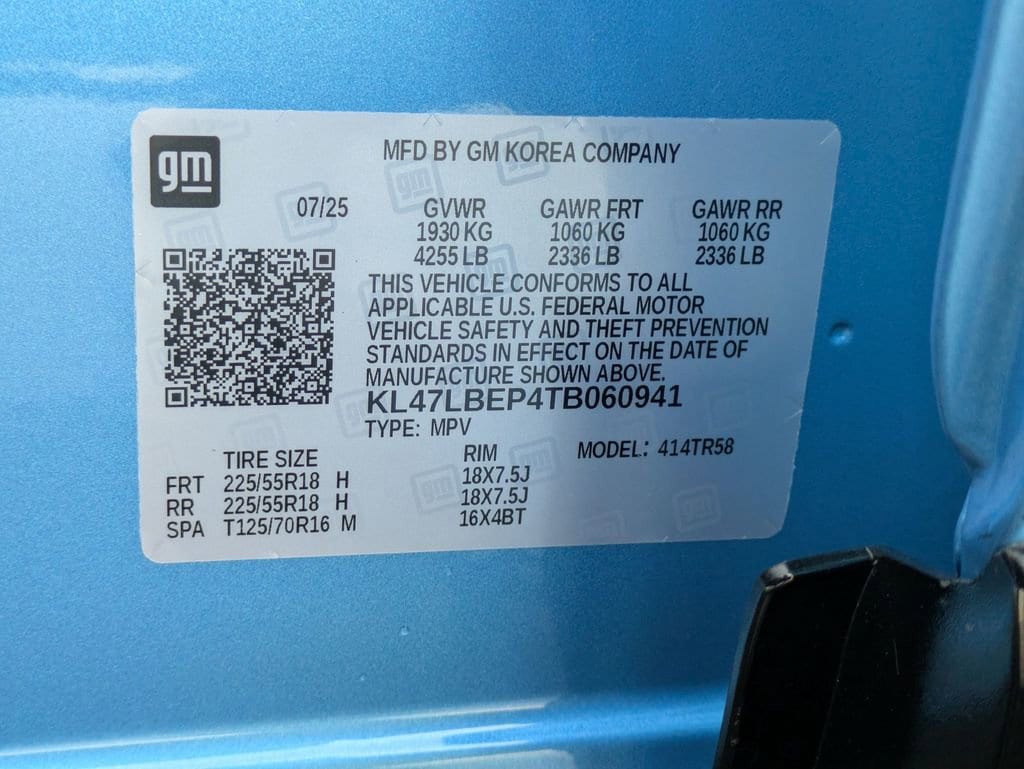 gm
MFD BY GM KOREA COMPANY
07/25
GVWR GAWR FRT GAWR RR
1930 KG 1060 KG 1060 KG
4255 LB 2336 LB 2336 LB
THIS VEHICLE CONFORMS TO ALL
APPLICABLE U.S. FEDERAL MOTOR
VEHICLE SAFETY AND THEFT PREVENTION
STANDARDS IN EFFECT ON THE DATE OF
MANUFACTURE SHOWN ABOVE.
KL47LBEP4TB060941
TYPE: MPV
TIRE SIZE RIM MODEL: 414TR58
FRT 225/55R18 H 18X7.5J
RR 225/55R18 H 18X7.5J
SPA T125/70R16 M 16X4BT